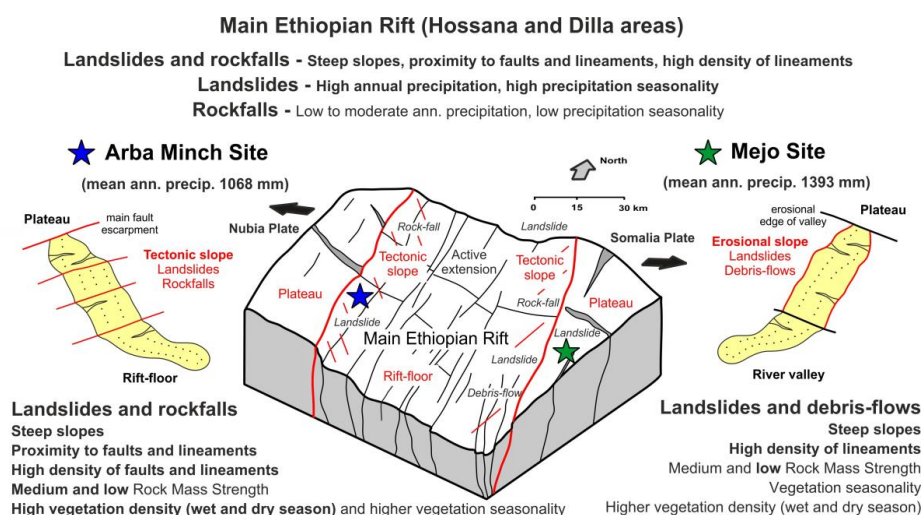 Main Ethiopian Rift (Hossana and Dilla areas)
Landslides and rockfalls - Steep slopes, proximity to faults and lineaments, high density of lineaments
Landslides - High annual precipitation, high precipitation seasonality
Rockfalls - Low to moderate ann. precipitation, low precipitation seasonality
Arba Minch Site
(mean ann. precip. 1068 mm)
Mejo Site
(mean ann. precip. 1393 mm)
North
0 15 30 km
Plateau
main fault
escarpment
Tectonic slope
Landslides
Rockfalls
Rift-floor
Nubia Plate
Somalia Plate
Rock-fall
Landslide
Tectonic
slope
Active
extension
Tectonic
slope
Plateau
Rock-fall
Plateau
Landslide
Landslide
Main Ethiopian Rift
Landslide
Rift-floor
Debris-flow
erosional
edge of valley
Plateau
Erosional slope
Landslides
Debris-flows
River valley
Landslides and rockfalls
Steep slopes
Proximity to faults and lineaments
High density of faults and lineaments
Medium and low Rock Mass Strength
High vegetation density (wet and dry season) and higher vegetation seasonality
Landslides and debris-flows
Steep slopes
High density of lineaments
Medium and low Rock Mass Strength
Vegetation seasonality
Higher vegetation density (wet and dry season)